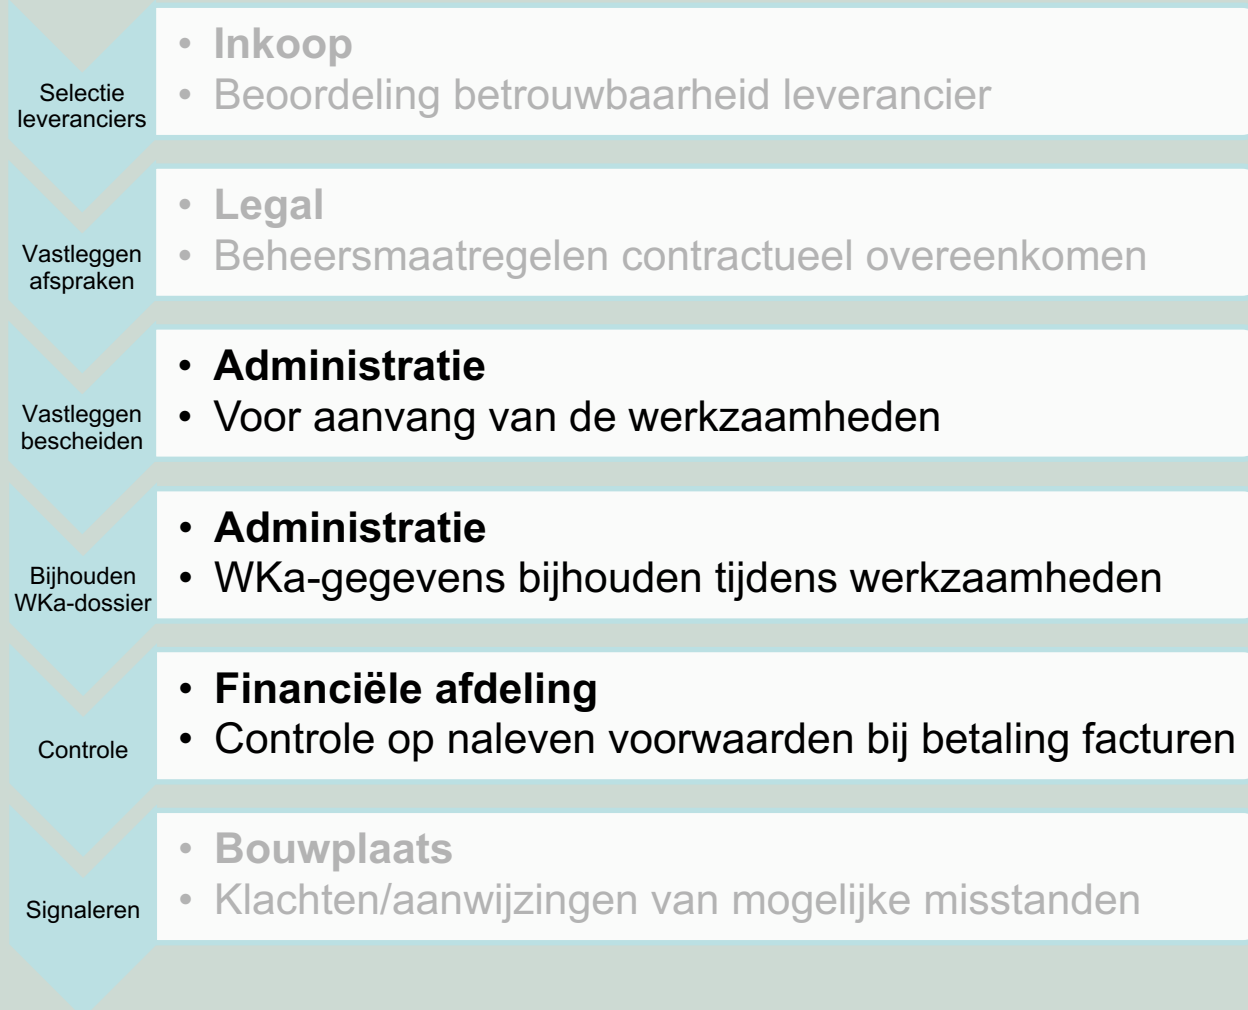 Selectie
leveranciers
• Inkoop
• Beoordeling betrouwbaarheid leverancier
Vastleggen
afspraken
• Legal
• Beheersmaatregelen contractueel overeenkomen
Vastleggen
bescheiden
• Administratie
• Voor aanvang van de werkzaamheden
Bijhouden
WKa-dossier
• Administratie
• WKa-gegevens bijhouden tijdens werkzaamheden
Controle
• Financiële afdeling
• Controle op naleven voorwaarden bij betaling facturen
Signaleren
• Bouwplaats
• Klachten/aanwijzingen van mogelijke misstanden